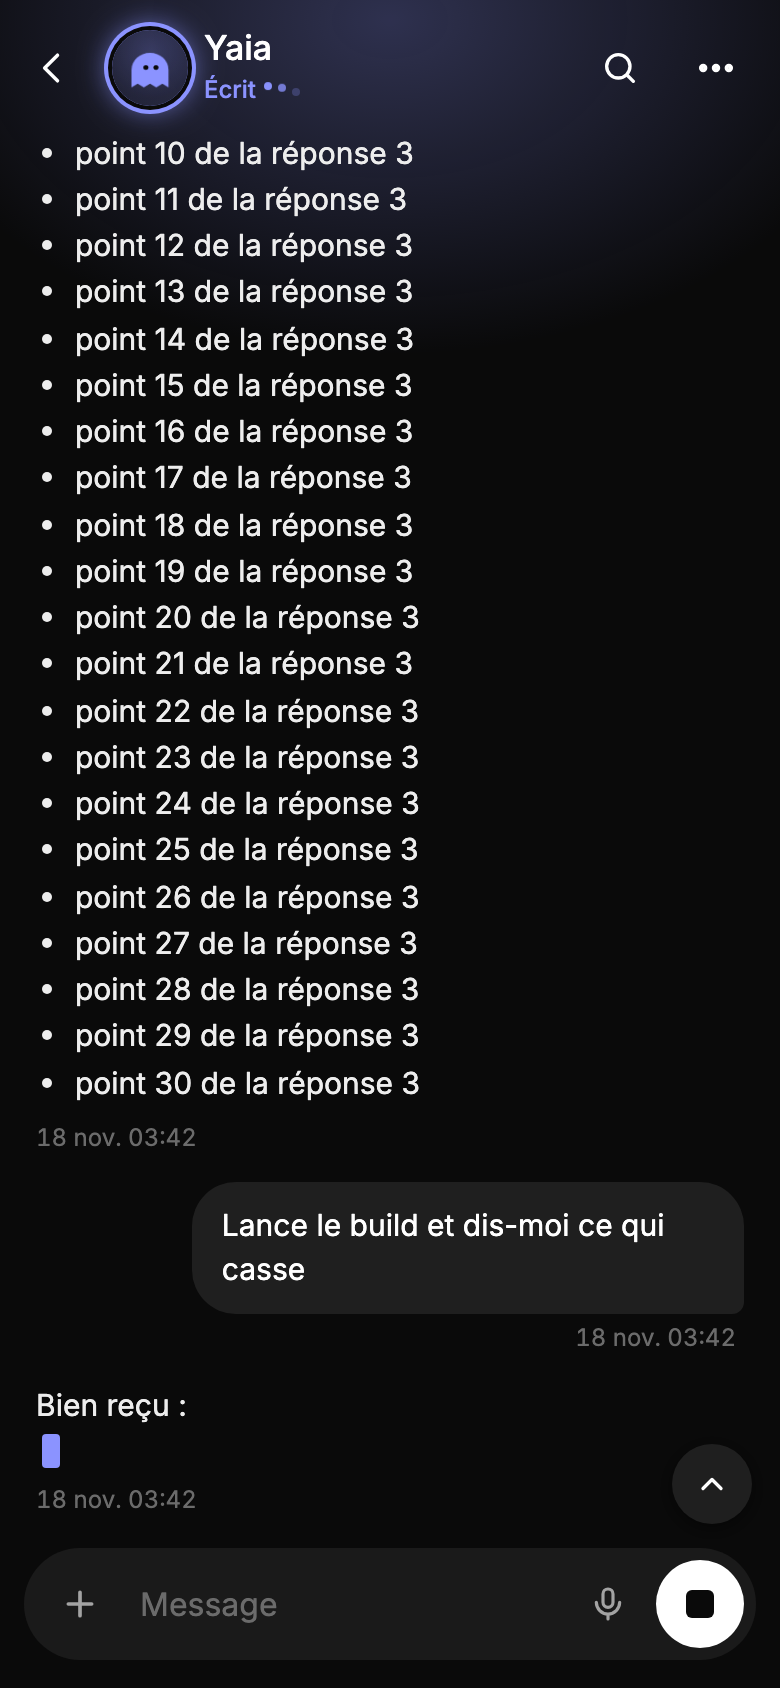 Yaia
Écrit
• point 10 de la réponse 3
• point 11 de la réponse 3
• point 12 de la réponse 3
• point 13 de la réponse 3
• point 14 de la réponse 3
• point 15 de la réponse 3
• point 16 de la réponse 3
• point 17 de la réponse 3
• point 18 de la réponse 3
• point 19 de la réponse 3
• point 20 de la réponse 3
• point 21 de la réponse 3
• point 22 de la réponse 3
• point 23 de la réponse 3
• point 24 de la réponse 3
• point 25 de la réponse 3
• point 26 de la réponse 3
• point 27 de la réponse 3
• point 28 de la réponse 3
• point 29 de la réponse 3
• point 30 de la réponse 3
18 nov. 03:42
Lance le build et dis-moi ce qui
casse
18 nov. 03:42
Bien reçu :
18 nov. 03:42
Message